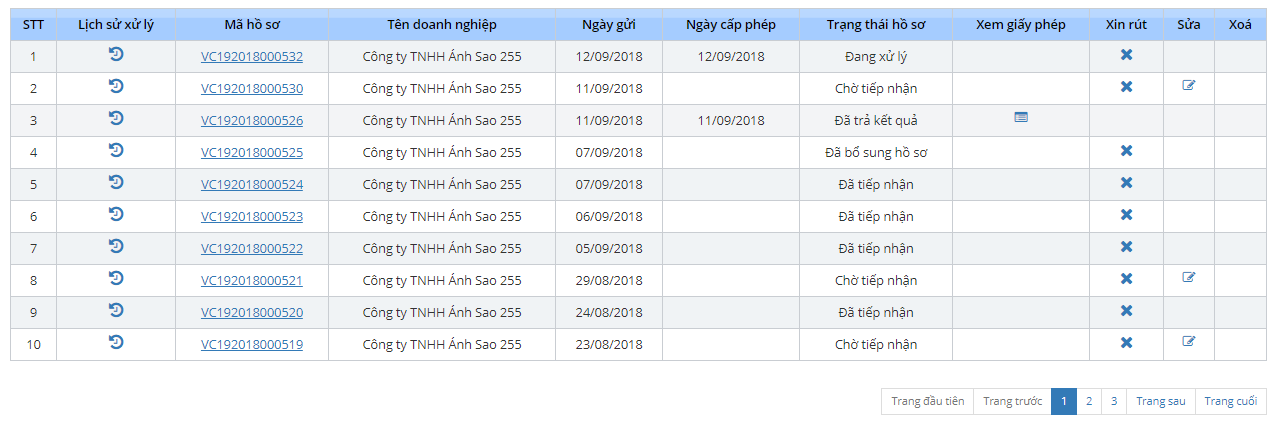 STT Lịch sử xử lý Mã hồ sơ Tên doanh nghiệp Ngày gửi Ngày cấp phép Trạng thái hồ sơ Xem giấy phép Xin rút Sửa Xoá
1 VC192018000532 Công ty TNHH Ánh Sao 255 12/09/2018 12/09/2018 Đang xử lý
2 VC192018000530 Công ty TNHH Ánh Sao 255 11/09/2018 Chờ tiếp nhận
3 VC192018000526 Công ty TNHH Ánh Sao 255 11/09/2018 11/09/2018 Đã trả kết quả
4 VC192018000525 Công ty TNHH Ánh Sao 255 07/09/2018 Đã bổ sung hồ sơ
5 VC192018000524 Công ty TNHH Ánh Sao 255 07/09/2018 Đã tiếp nhận
6 VC192018000523 Công ty TNHH Ánh Sao 255 06/09/2018 Đã tiếp nhận
7 VC192018000522 Công ty TNHH Ánh Sao 255 05/09/2018 Đã tiếp nhận
8 VC192018000521 Công ty TNHH Ánh Sao 255 29/08/2018 Chờ tiếp nhận
9 VC192018000520 Công ty TNHH Ánh Sao 255 24/08/2018 Đã tiếp nhận
10 VC192018000519 Công ty TNHH Ánh Sao 255 23/08/2018 Chờ tiếp nhận
Trang đầu tiên Trang trước 1 2 3 Trang sau Trang cuối